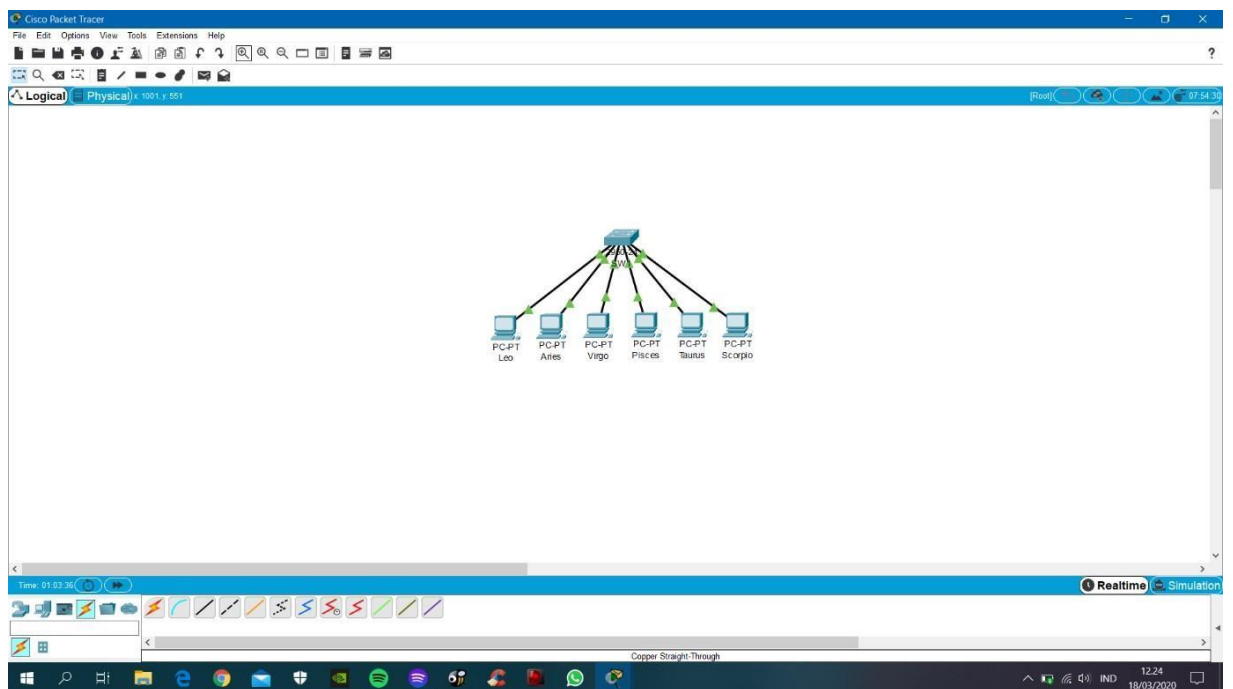 Cisco Packet Tracer
File Edit Options View Tools Extensions Help
?
Logical Physical x: 1001, y: 551 [Root] 07:54:30
PC-PT PC-PT PC-PT PC-PT PC-PT PC-PT
Leo Aries Virgo Pisces Taurus Scorpio
Time: 01:03:36 Realtime Simulation
Copper Straight-Through
IND 12.24
18/03/2020